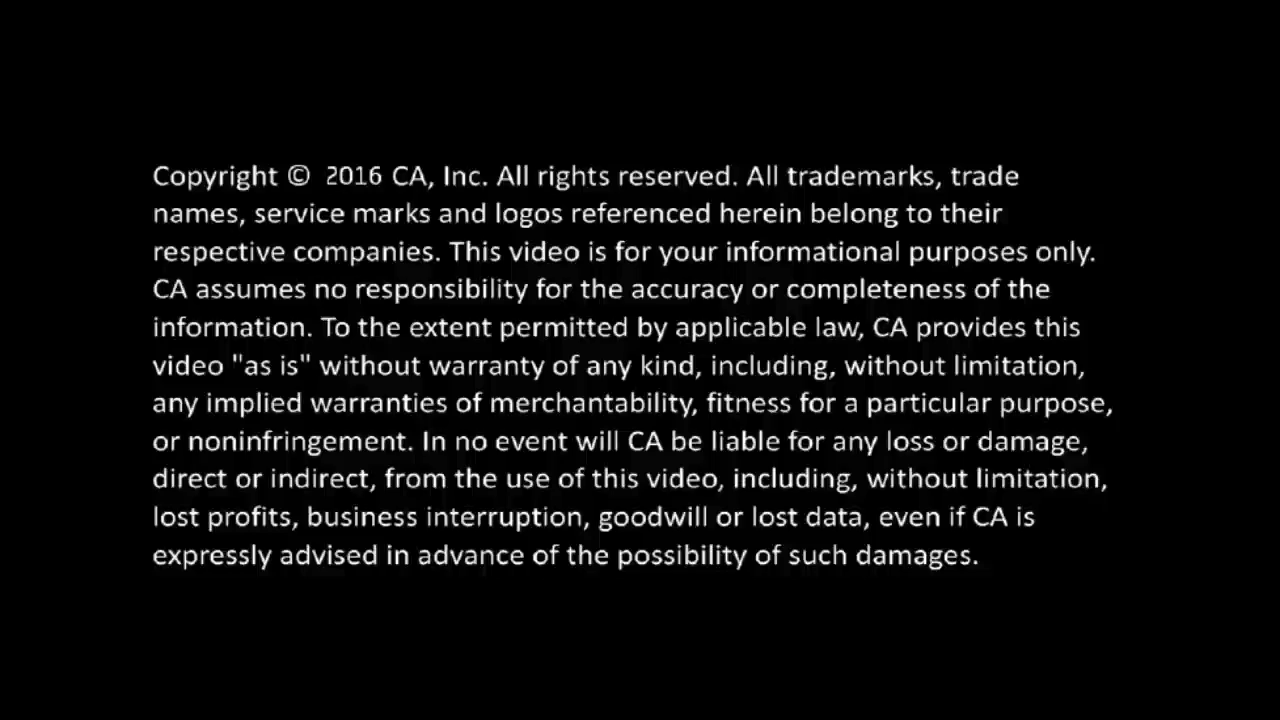 Copyright © 2016 CA, Inc. All rights reserved. All trademarks, trade
names, service marks and logos referenced herein belong to their
respective companies. This video is for your informational purposes only.
CA assumes no responsibility for the accuracy or completeness of the
information. To the extent permitted by applicable law, CA provides this
video "as is" without warranty of any kind, including, without limitation,
any implied warranties of merchantability, fitness for a particular purpose,
or noninfringement. In no event will CA be liable for any loss or damage,
direct or indirect, from the use of this video, including, without limitation,
lost profits, business interruption, goodwill or lost data, even if CA is
expressly advised in advance of the possibility of such damages.